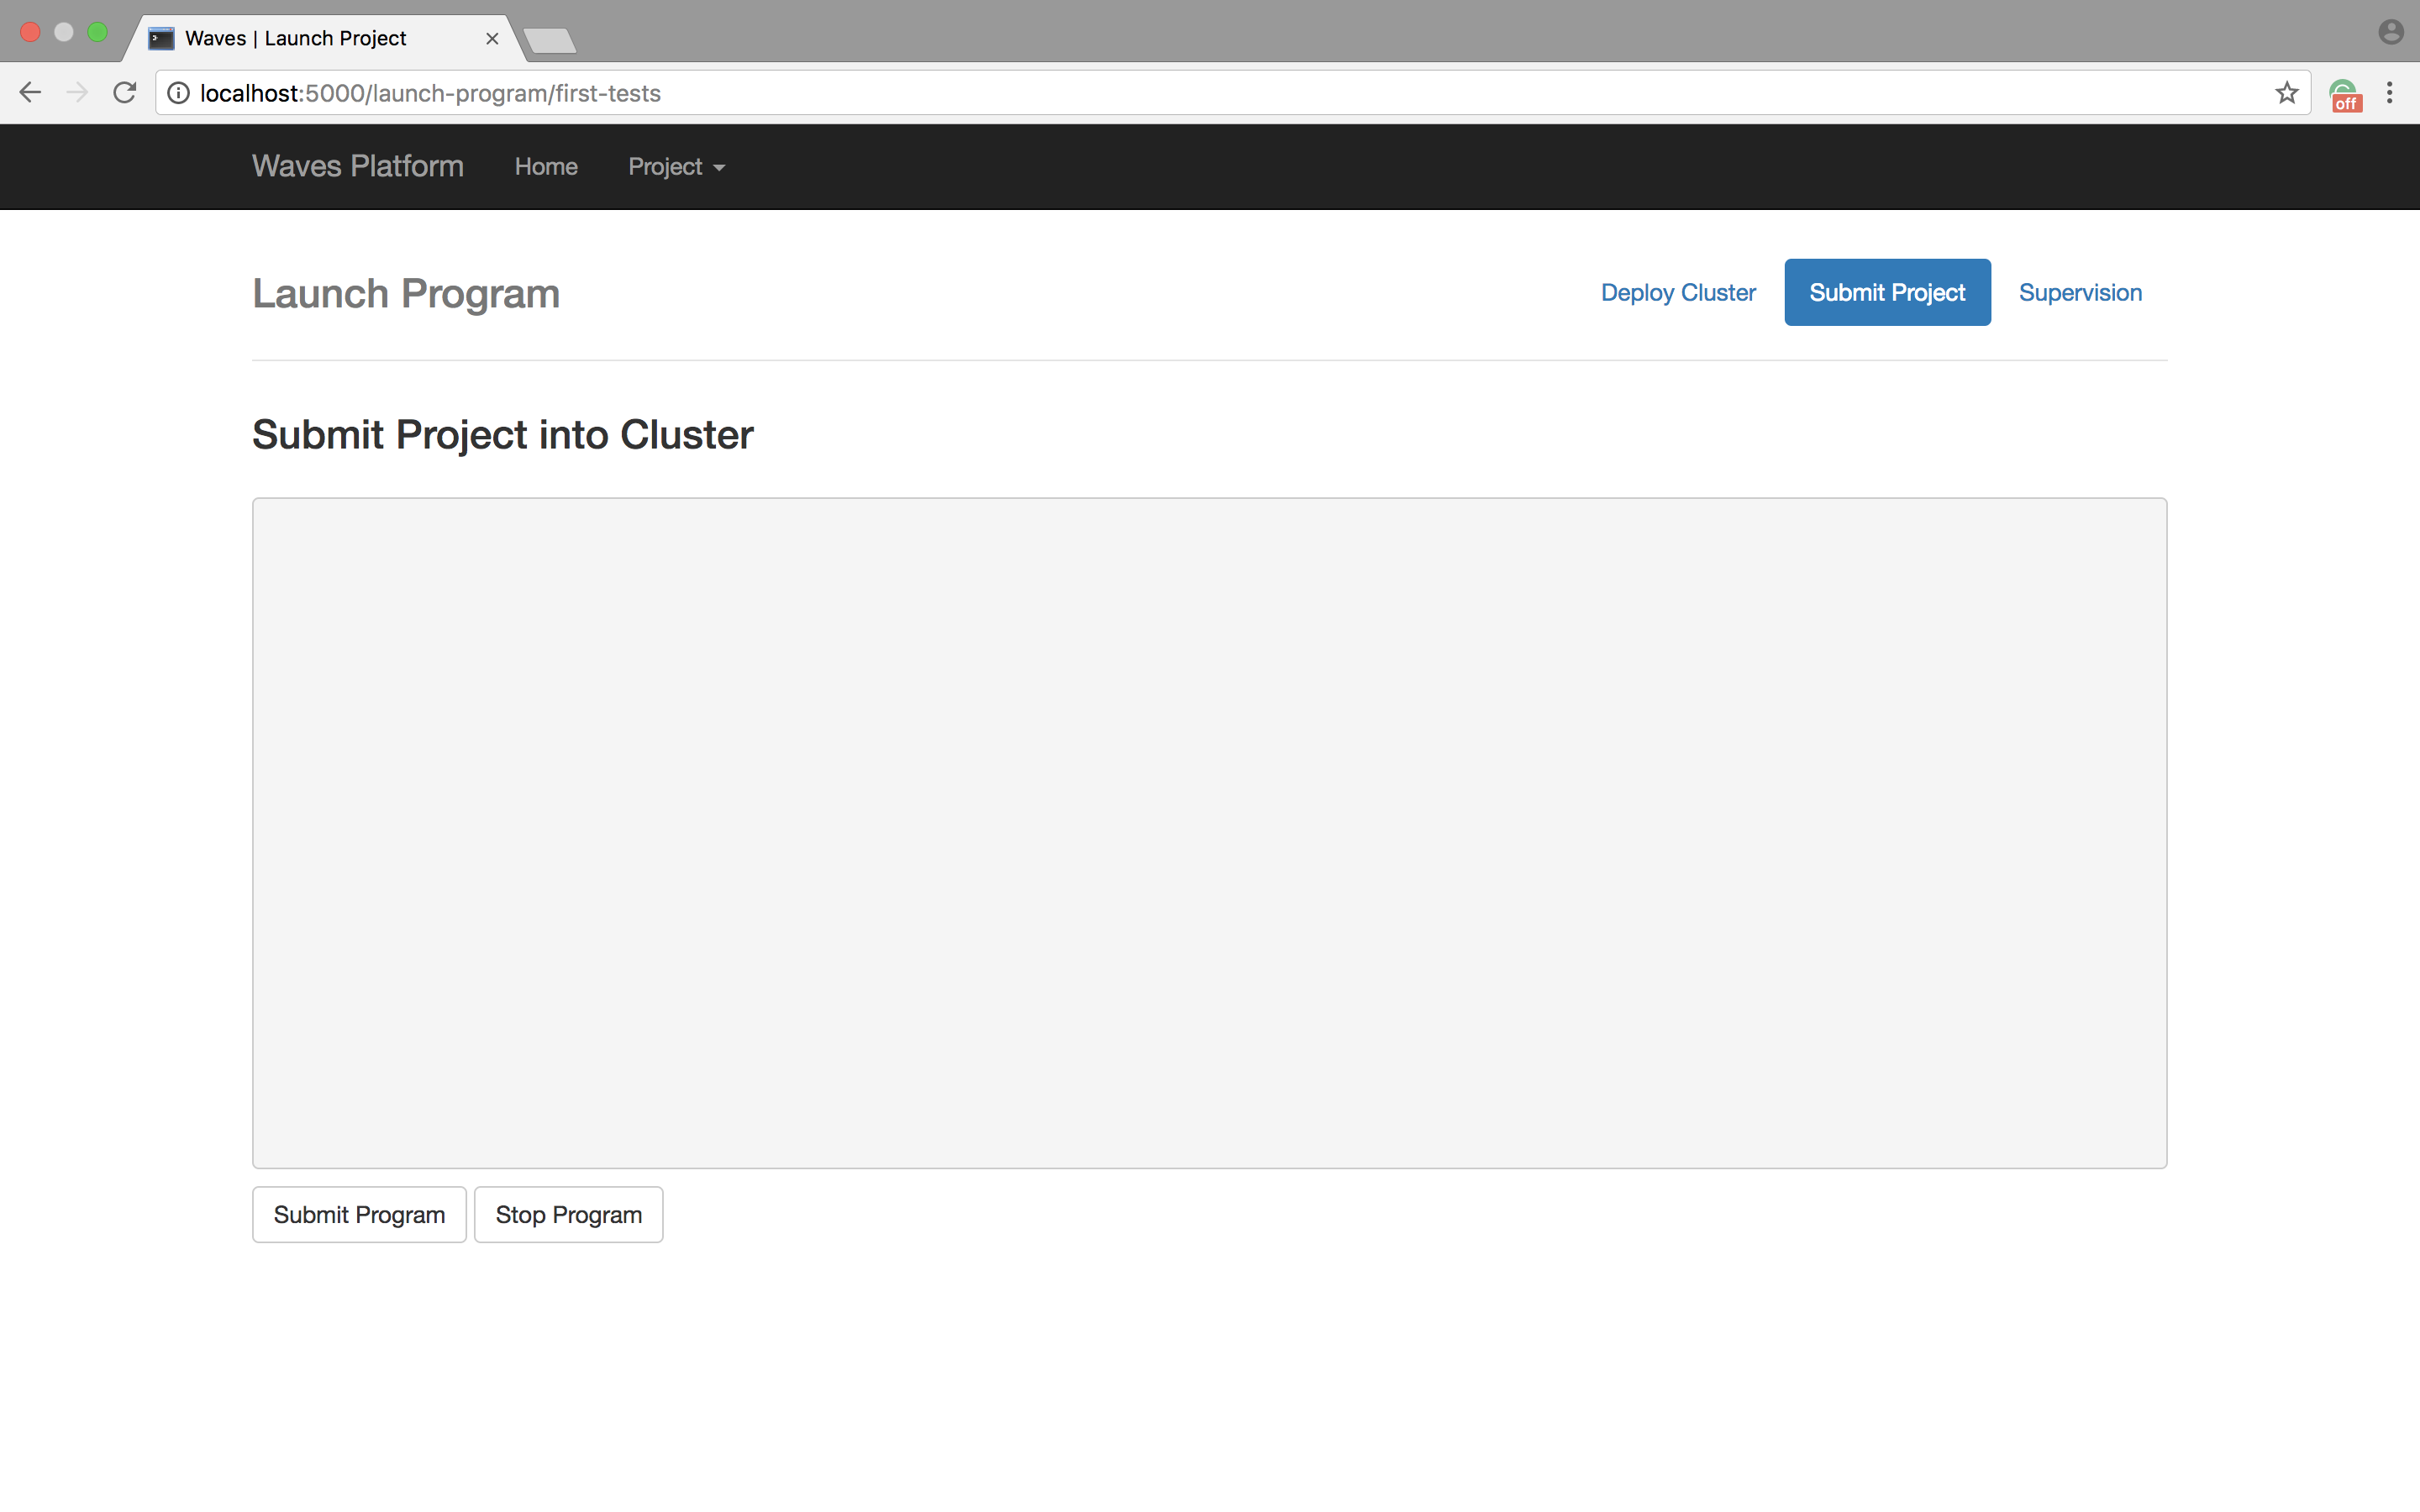 Waves | Launch Project
localhost:5000/launch-program/first-tests
off
Waves Platform Home Project
Launch Program Deploy Cluster Submit Project Supervision
Submit Project into Cluster
Submit Program Stop Program